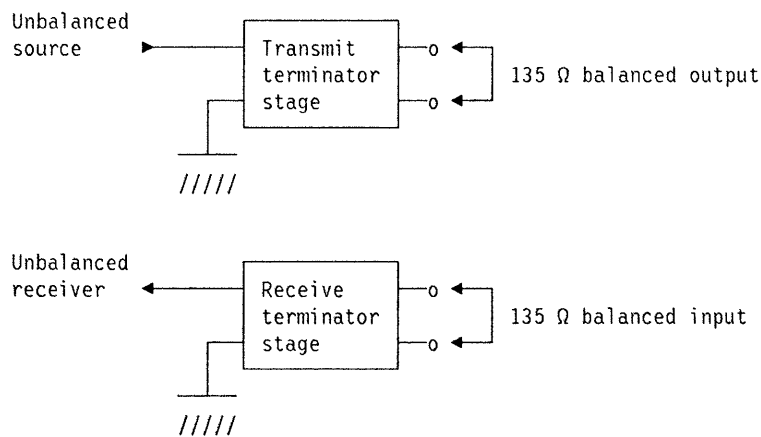 Unbalanced
source
Transmit
terminator
stage
135 Ω balanced output
Unbalanced
receiver
Receive
terminator
stage
135 Ω balanced input